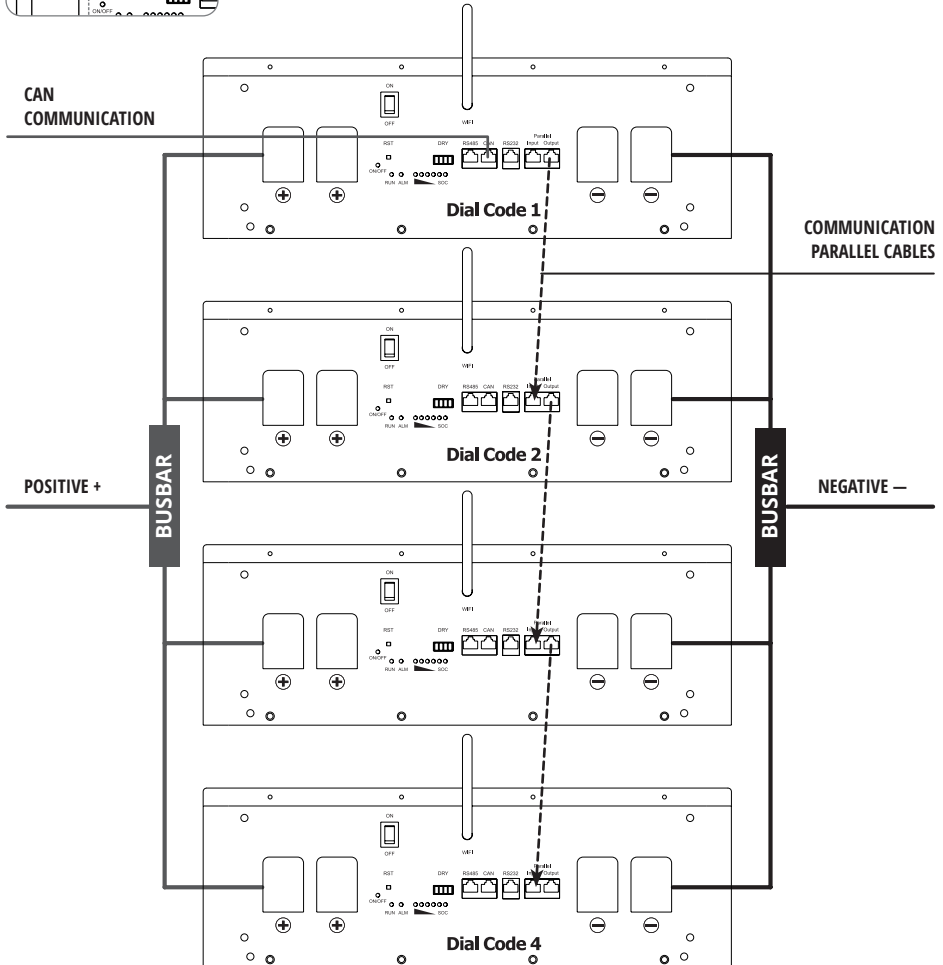 ON/OFF
ON
OFF
WIFI
CAN
COMMUNICATION
RST
DRY
RS485 CAN RS232
Parallel
Input Output
ON/OFF
RUN ALM
SOC
Dial Code 1
COMMUNICATION
PARALLEL CABLES
ON
OFF
WIFI
RST
DRY
RS485 CAN RS232
Parallel
Output
ON/OFF
RUN ALM
SOC
Dial Code 2
POSITIVE +
BUSBAR
BUSBAR
NEGATIVE —
ON
OFF
WIFI
RST
DRY
RS485 CAN RS232
Parallel
Output
ON/OFF
RUN ALM
SOC
ON
OFF
WIFI
RST
DRY
RS485 CAN RS232
Parallel
Output
ON/OFF
RUN ALM
SOC
Dial Code 4